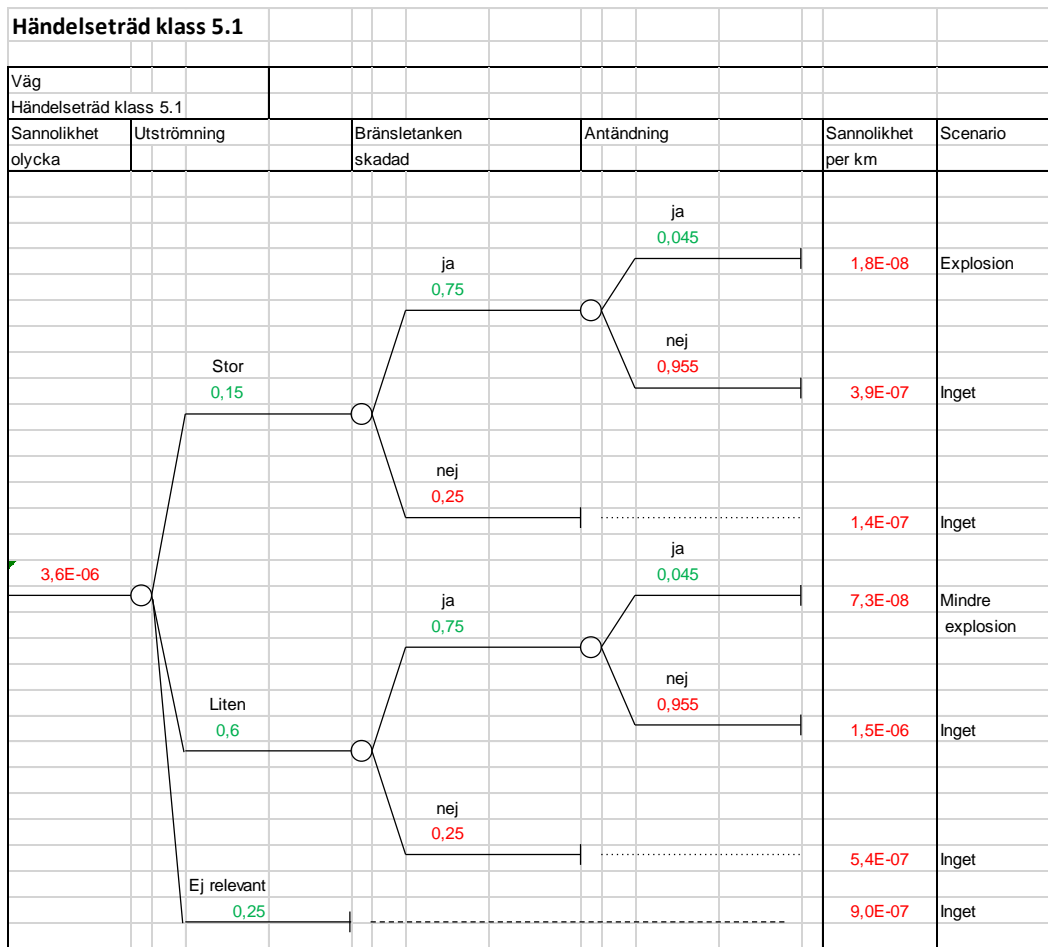 Händelseträd klass 5.1
Väg
Händelseträd klass 5.1
Sannolikhet Utströmning Bränsletanken Antändning Sannolikhet Scenario
olycka skadad per km
ja
0,045
ja 1,8E-08 Explosion
0,75
nej
Stor 0,955
0,15 3,9E-07 Inget
nej
0,25
1,4E-07 Inget
ja
3,6E-06 0,045
ja 7,3E-08 Mindre
0,75 explosion
nej
Liten 0,955
0,6 1,5E-06 Inget
nej
0,25
5,4E-07 Inget
Ej relevant
0,25 9,0E-07 Inget